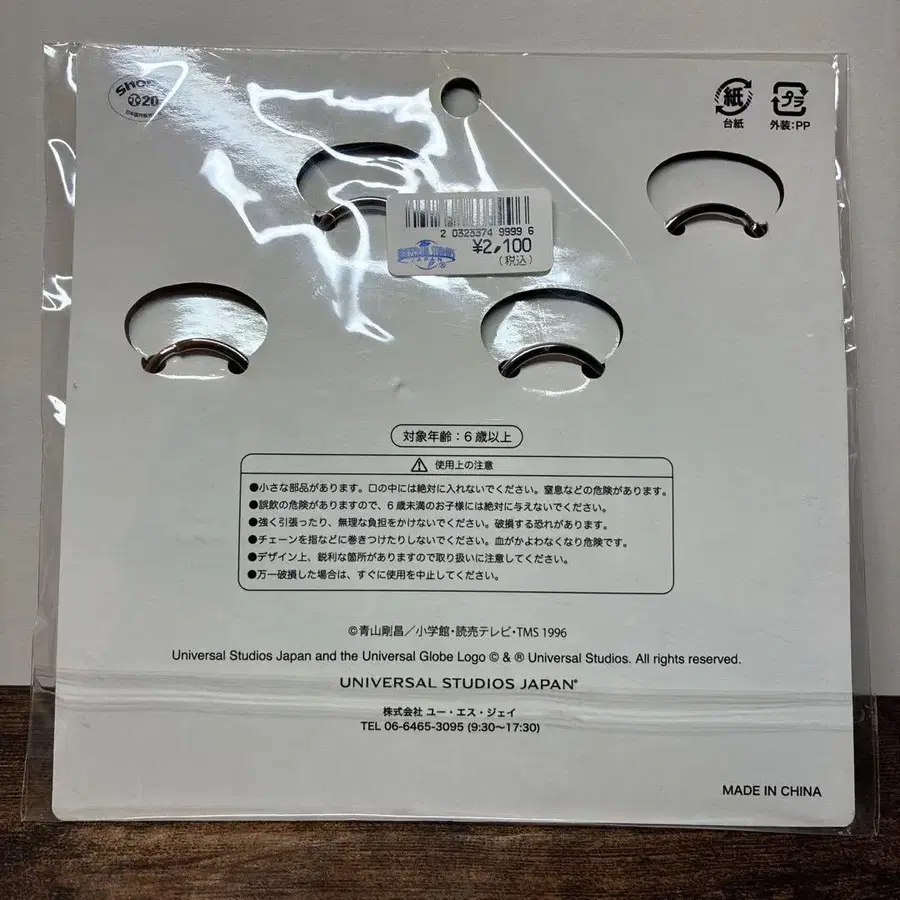 Shop
20
紙
台紙
プラ
外装：PP
2 0325374 9999 6
¥2,100
(税込)
UNIVERSAL STUDIOS
JAPAN
®
対象年齢：6 歳以上
使用上の注意
●小さな部品があります。口の中には絶対に入れないでください。窒息などの危険があります。
●誤飲の危険がありますので、6 歳未満のお子様には絶対に与えないでください。
●強く引張ったり、無理な負担をかけないでください。破損する恐れがあります。
●チェーンを指などに巻きつけたりしないでください。血がかよわなくなり危険です。
●デザイン上、鋭利な箇所がありますので取り扱いに注意してください。
●万一破損した場合は、すぐに使用を中止してください。
©青山剛昌／小学館・読売テレビ・TMS 1996
Universal Studios Japan and the Universal Globe Logo © & ® Universal Studios. All rights reserved.
UNIVERSAL STUDIOS JAPAN®
株式会社 ユー・エス・ジェイ
TEL 06-6465-3095 (9:30〜17:30)
MADE IN CHINA